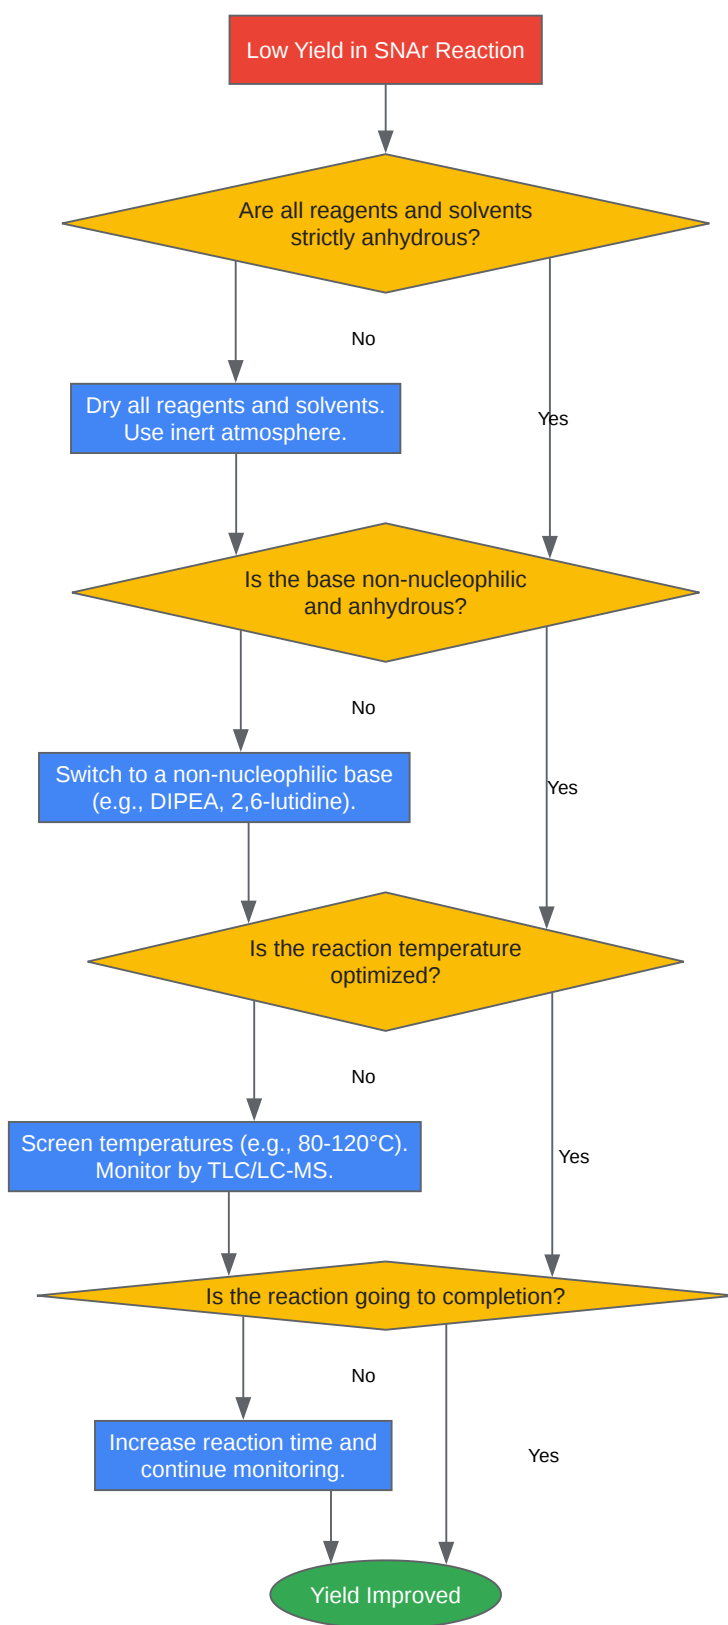 Low Yield in SNAr Reaction
Are all reagents and solvents
strictly anhydrous?
No
Dry all reagents and solvents.
Use inert atmosphere.
Yes
Is the base non-nucleophilic
and anhydrous?
No
Switch to a non-nucleophilic base
(e.g., DIPEA, 2,6-lutidine).
Yes
Is the reaction temperature
optimized?
No
Screen temperatures (e.g., 80-120°C).
Monitor by TLC/LC-MS.
Yes
Is the reaction going to completion?
No
Increase reaction time and
continue monitoring.
Yes
Yield Improved